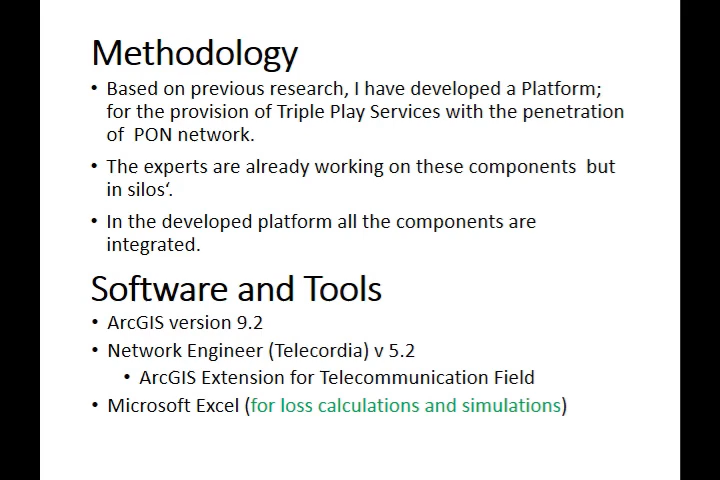 Methodology
• Based on previous research, I have developed a Platform;
for the provision of Triple Play Services with the penetration
of  PON network.
• The experts are already working on these components  but
in silos‘.
• In the developed platform all the components are
integrated.
Software and Tools
• ArcGIS version 9.2
• Network Engineer (Telecordia) v 5.2
• ArcGIS Extension for Telecommunication Field
• Microsoft Excel (for loss calculations and simulations)